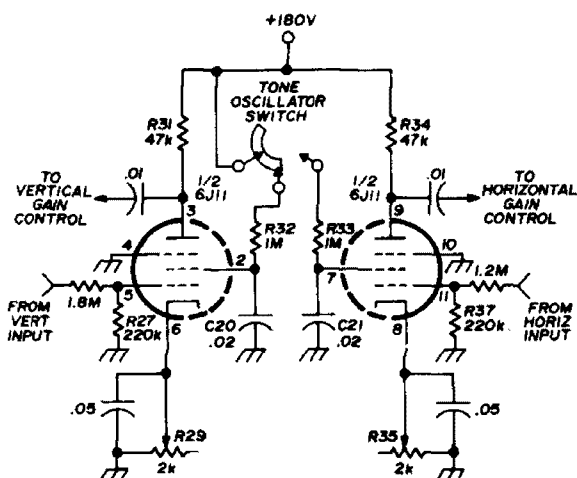 +180V
TONE
OSCILLATOR
SWITCH
R31
47k
R34
47k
.01
1/2
6J11
1/2
6J11
.01
TO
VERTICAL
GAIN
CONTROL
TO
HORIZONTAL
GAIN
CONTROL
3
9
R32
1M
R33
1M
4
10
2
7
1.8M
5
1.2M
11
FROM
VERT
INPUT
R27
220k
6
C20
.02
C21
.02
8
R37
220k
FROM
HORIZ
INPUT
.05
R29
2k
R35
2k
.05